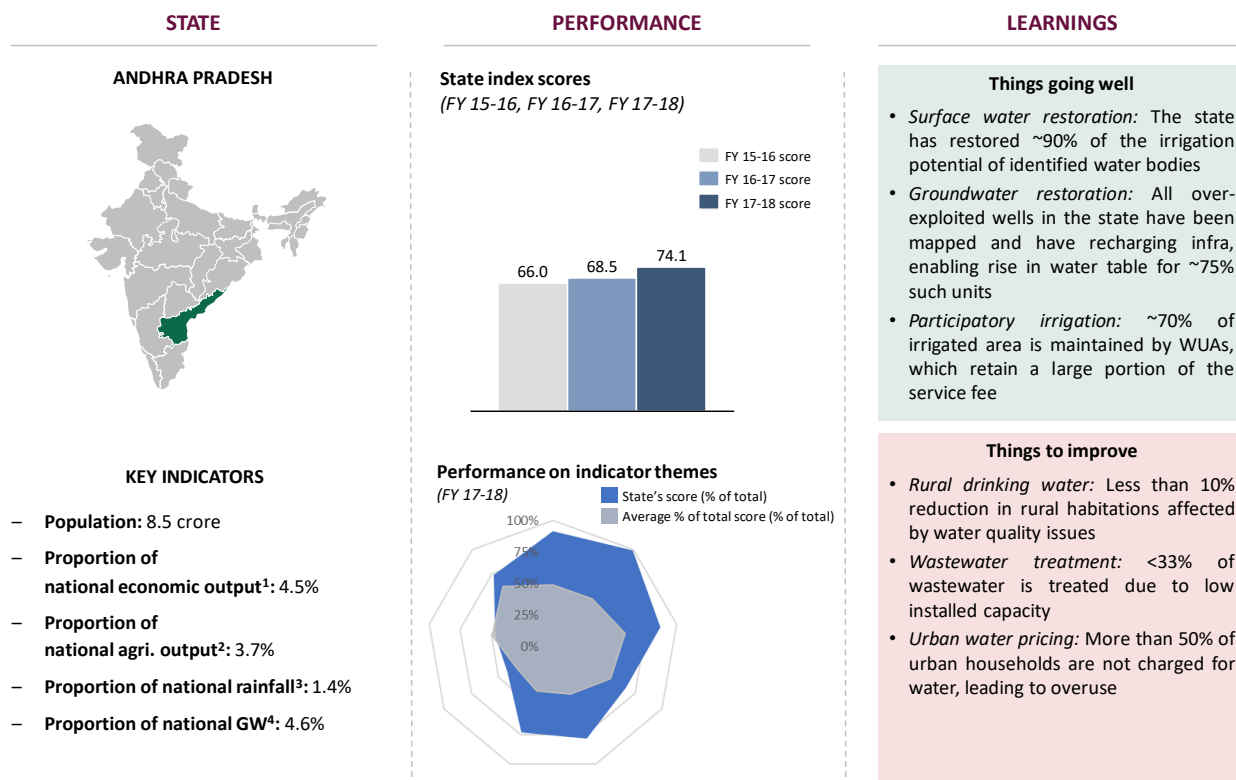 STATE
ANDHRA PRADESH
KEY INDICATORS
– Population: 8.5 crore
– Proportion of
national economic output¹: 4.5%
– Proportion of
national agri. output²: 3.7%
– Proportion of national rainfall³: 1.4%
– Proportion of national GW⁴: 4.6%
PERFORMANCE
State index scores
(FY 15-16, FY 16-17, FY 17-18)
FY 15-16 score
FY 16-17 score
FY 17-18 score
66.0
68.5
74.1
Performance on indicator themes
(FY 17-18)
State's score (% of total)
Average % of total score (% of total)
100%
75%
50%
25%
0%
LEARNINGS
Things going well
• Surface water restoration: The state
has restored ~90% of the irrigation
potential of identified water bodies
• Groundwater restoration: All over-
exploited wells in the state have been
mapped and have recharging infra,
enabling rise in water table for ~75%
such units
• Participatory irrigation: ~70% of
irrigated area is maintained by WUAs,
which retain a large portion of the
service fee
Things to improve
• Rural drinking water: Less than 10%
reduction in rural habitations affected
by water quality issues
• Wastewater treatment: <33% of
wastewater is treated due to low
installed capacity
• Urban water pricing: More than 50% of
urban households are not charged for
water, leading to overuse